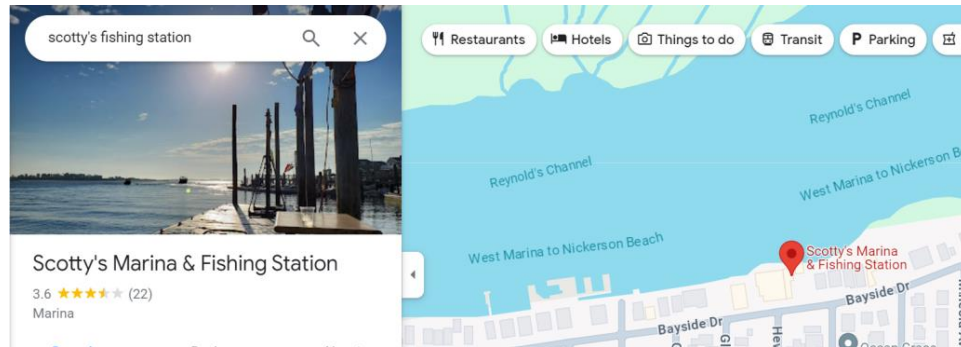 scotty's fishing station
Restaurants
Hotels
Things to do
Transit
Parking
Reynold's Channel
Reynold's Channel
West Marina to Nickerson B
West Marina to Nickerson Beach
Scotty's Marina
& Fishing Station
Bayside Dr
Bayside Dr
Scotty's Marina & Fishing Station
3.6 (22)
Marina